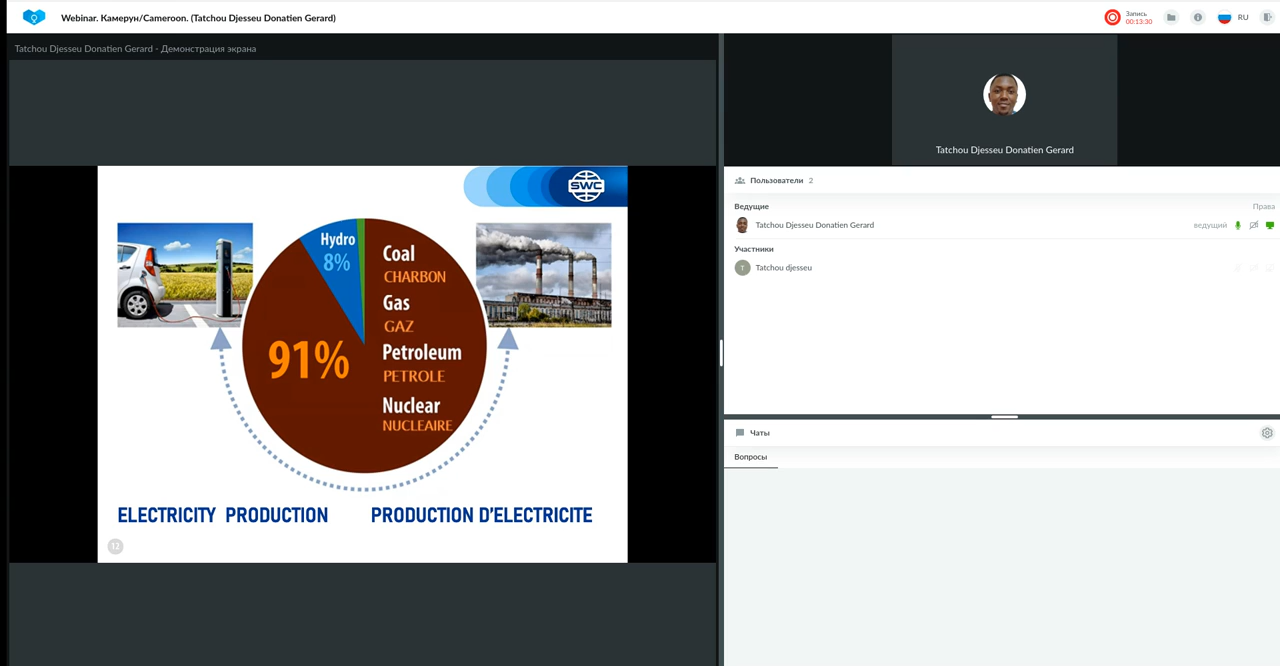 Webinar. Камерун/Cameroon. (Tatchou Djesseu Donatien Gerard)
Запись
00:13:30
RU
Tatchou Djesseu Donatien Gerard - Демонстрация экрана
SWC
Hydro
8%
91%
Coal
CHARBON
Gas
GAZ
Petroleum
PETROLE
Nuclear
NUCLEAIRE
ELECTRICITY PRODUCTION
PRODUCTION D'ELECTRICITE
12
Tatchou Djesseu Donatien Gerard
Пользователи 2
Ведущие Права
Tatchou Djesseu Donatien Gerard ведущий
Участники
T Tatchou djesseu
Чаты
Вопросы